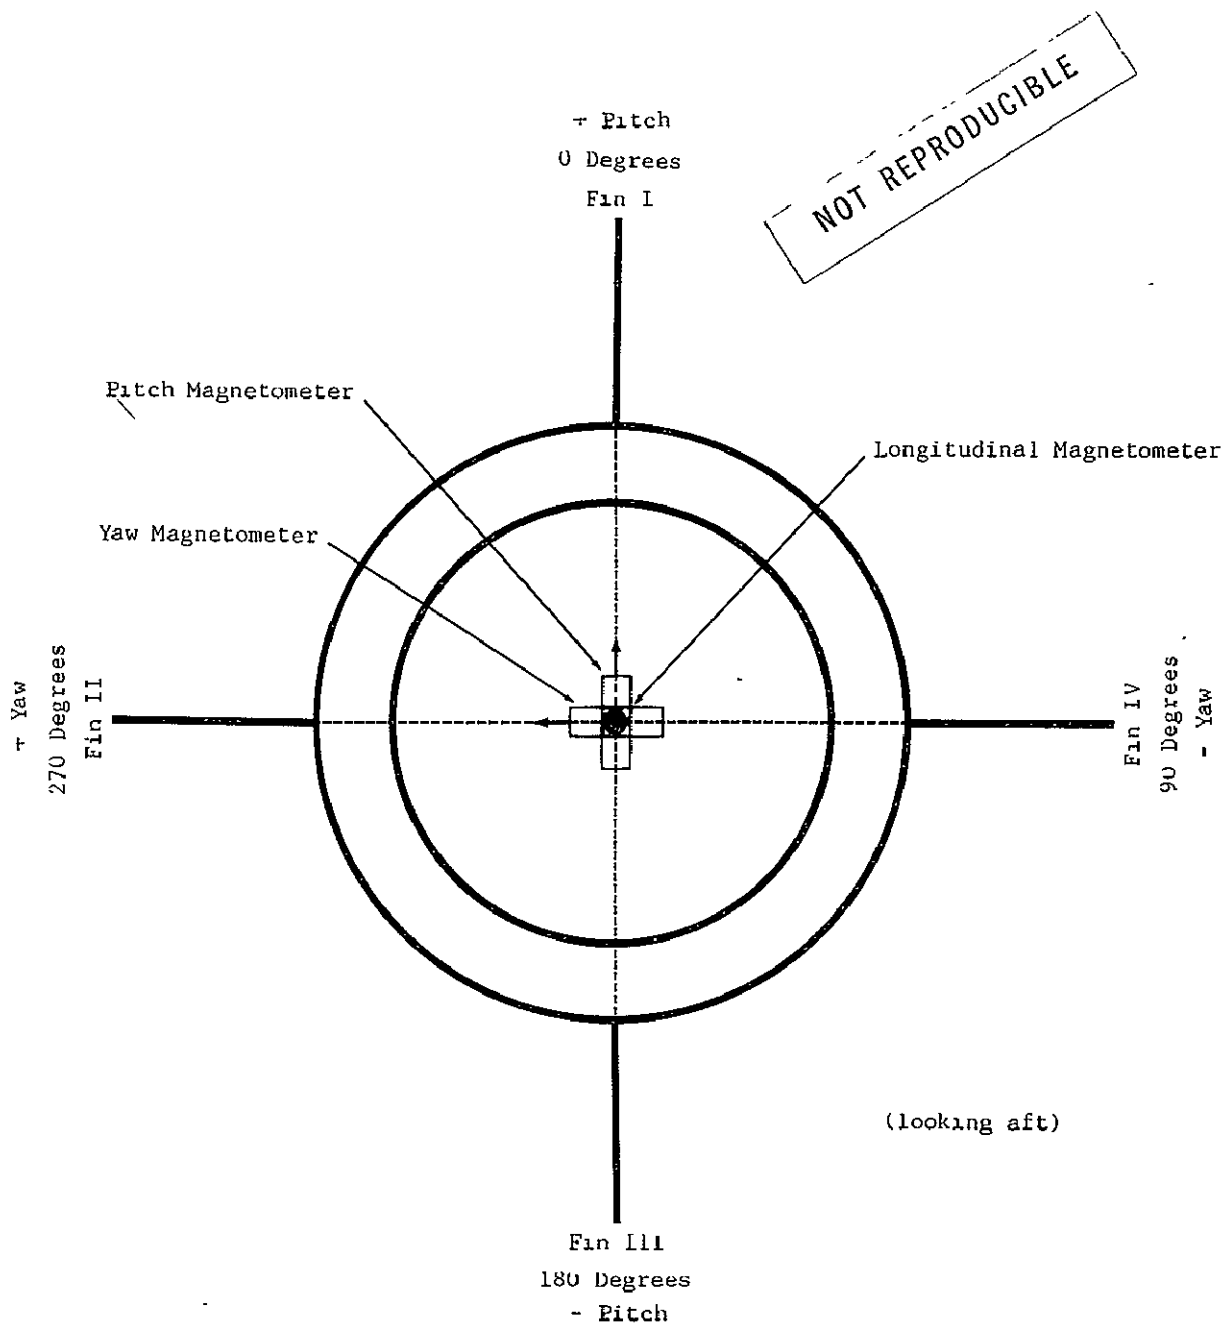 NOT REPRODUCIBLE
+ Pitch
0 Degrees
Fin I
Pitch Magnetometer
Longitudinal Magnetometer
Yaw Magnetometer
+ Yaw
270 Degrees
Fin II
Fin IV
90 Degrees
- Yaw
(looking aft)
Fin III
180 Degrees
- Pitch